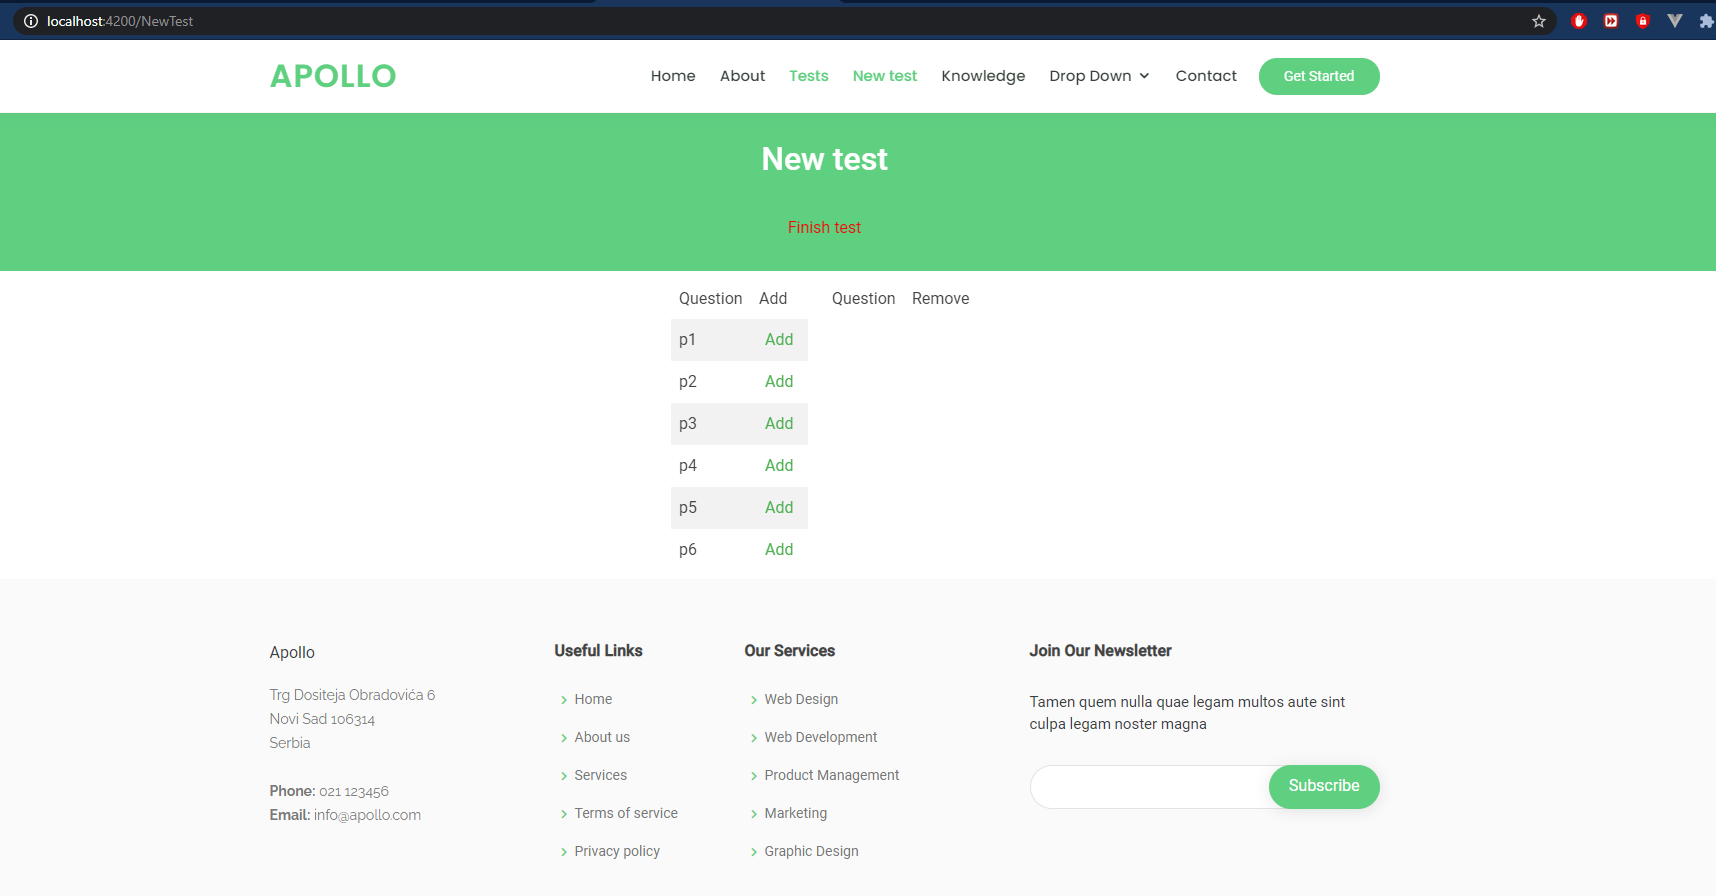 localhost:4200/NewTest
APOLLO
Home About Tests New test Knowledge Drop Down Contact Get Started
New test
Finish test
Question Add Question Remove
p1 Add
p2 Add
p3 Add
p4 Add
p5 Add
p6 Add
Apollo
Trg Dositeja Obradovića 6
Novi Sad 106314
Serbia
Phone: 021 123456
Email: info@apollo.com
Useful Links
Home
About us
Services
Terms of service
Privacy policy
Our Services
Web Design
Web Development
Product Management
Marketing
Graphic Design
Join Our Newsletter
Tamen quem nulla quae legam multos aute sint
culpa legam noster magna
Subscribe